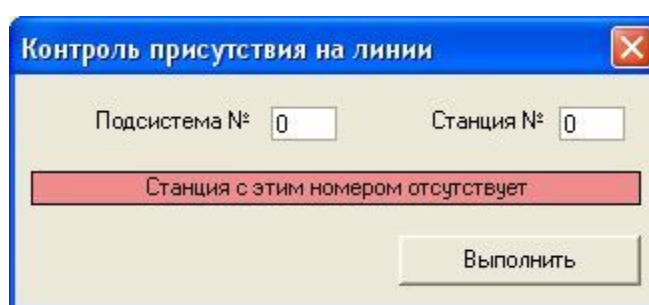 Контроль присутствия на линии
Подсистема № 0 Станция № 0
Станция с этим номером отсутствует
Выполнить